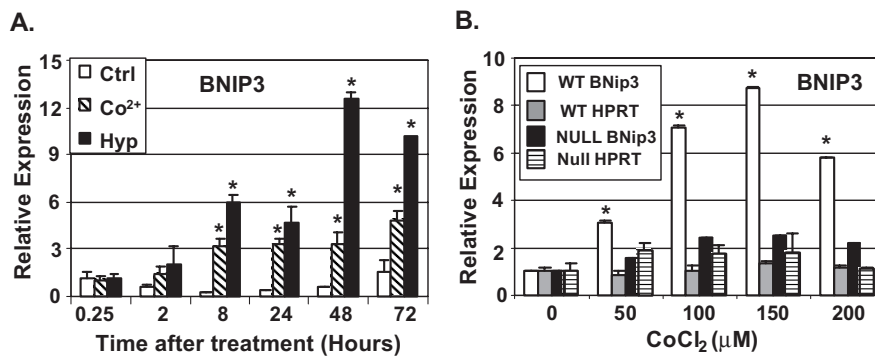 A.
Relative Expression
15
12
9
6
3
0
Ctrl
Co²⁺
Hyp
BNIP3
* * * * * * * *
0.25 2 8 24 48 72
Time after treatment (Hours)
B.
Relative Expression
10
8
6
4
2
0
WT BNip3
WT HPRT
NULL BNip3
Null HPRT
BNIP3
* * * *
0 50 100 150 200
CoCl₂ (μM)